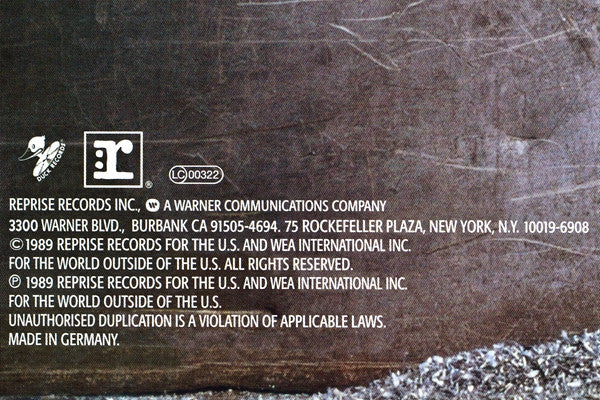 DUCK RECORDS
r ®
LC 00322
REPRISE RECORDS INC., W A WARNER COMMUNICATIONS COMPANY
3300 WARNER BLVD., BURBANK CA 91505-4694. 75 ROCKEFELLER PLAZA, NEW YORK, N.Y. 10019-6908
© 1989 REPRISE RECORDS FOR THE U.S. AND WEA INTERNATIONAL INC.
FOR THE WORLD OUTSIDE OF THE U.S. ALL RIGHTS RESERVED.
℗ 1989 REPRISE RECORDS FOR THE U.S. AND WEA INTERNATIONAL INC.
FOR THE WORLD OUTSIDE OF THE U.S.
UNAUTHORISED DUPLICATION IS A VIOLATION OF APPLICABLE LAWS.
MADE IN GERMANY.